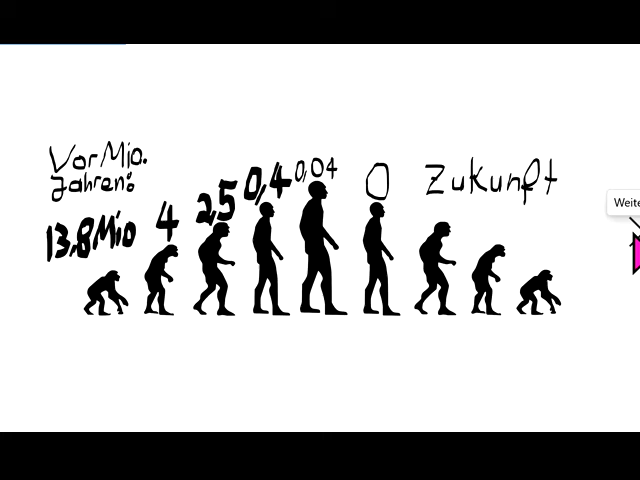 Vor Mio.
Jahren:
13,8 Mio
4
2,5
0,4
0,04
0
Zukunft
Weite